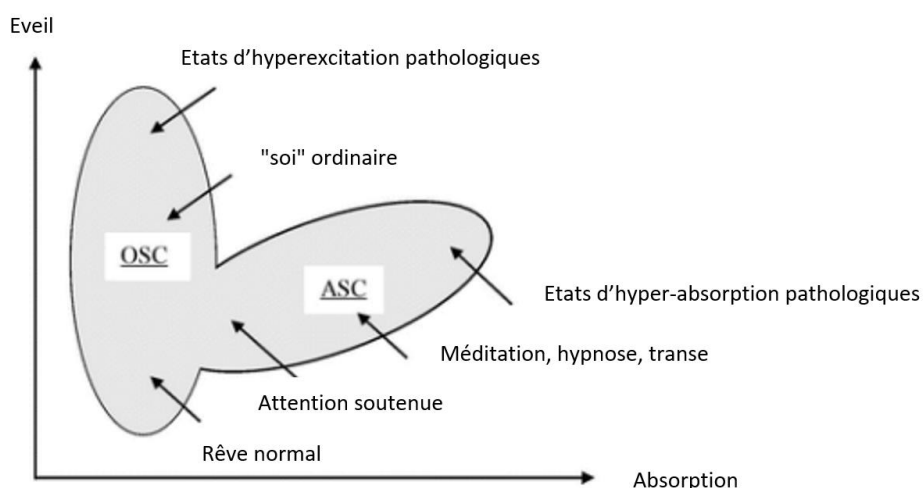 Eveil
Etats d'hyperexcitation pathologiques
"soi" ordinaire
OSC
ASC
Etats d'hyper-absorption pathologiques
Méditation, hypnose, transe
Attention soutenue
Rêve normal
Absorption